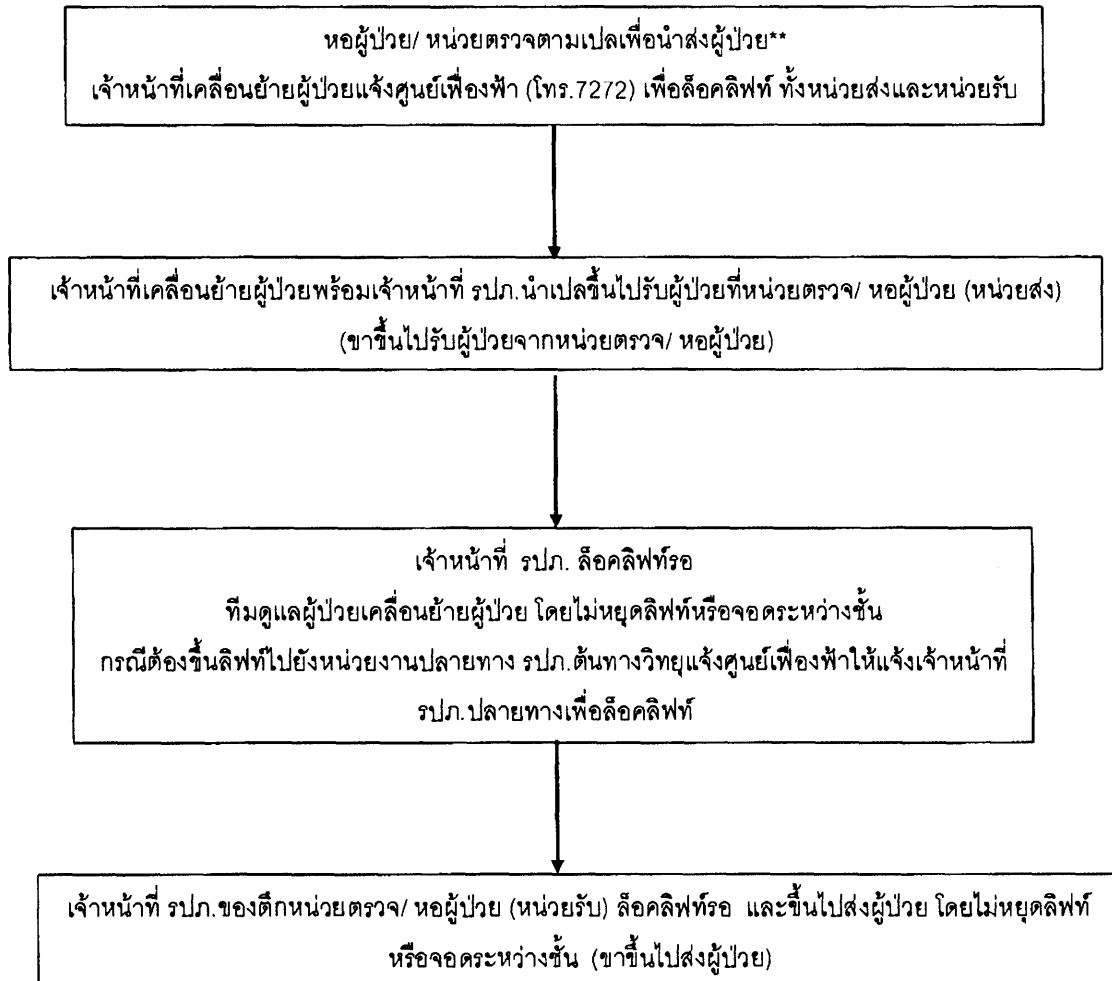 หอผู้ป่วย/ หน่วยตรวจตามเปลเพื่อนำส่งผู้ป่วย**
เจ้าหน้าที่เคลื่อนย้ายผู้ป่วยแจ้งศูนย์เฟื่องฟ้า (โทร.7272) เพื่อล็อคลิฟท์ ทั้งหน่วยส่งและหน่วยรับ
เจ้าหน้าที่เคลื่อนย้ายผู้ป่วยพร้อมเจ้าหน้าที่ รปภ.นำเปลขึ้นไปรับผู้ป่วยที่หน่วยตรวจ/ หอผู้ป่วย (หน่วยส่ง)
(ขาขึ้นไปรับผู้ป่วยจากหน่วยตรวจ/ หอผู้ป่วย)
เจ้าหน้าที่ รปภ. ล็อคลิฟท์รอ
ทีมดูแลผู้ป่วยเคลื่อนย้ายผู้ป่วย โดยไม่หยุดลิฟท์หรือจอดระหว่างชั้น
กรณีต้องขึ้นลิฟท์ไปยังหน่วยงานปลายทาง รปภ.ต้นทางวิทยุแจ้งศูนย์เฟื่องฟ้าให้แจ้งเจ้าหน้าที่
รปภ.ปลายทางเพื่อล็อคลิฟท์
เจ้าหน้าที่ รปภ.ของตึกหน่วยตรวจ/ หอผู้ป่วย (หน่วยรับ) ล็อคลิฟท์รอ และขึ้นไปส่งผู้ป่วย โดยไม่หยุดลิฟท์
หรือจอดระหว่างชั้น (ขาขึ้นไปส่งผู้ป่วย)